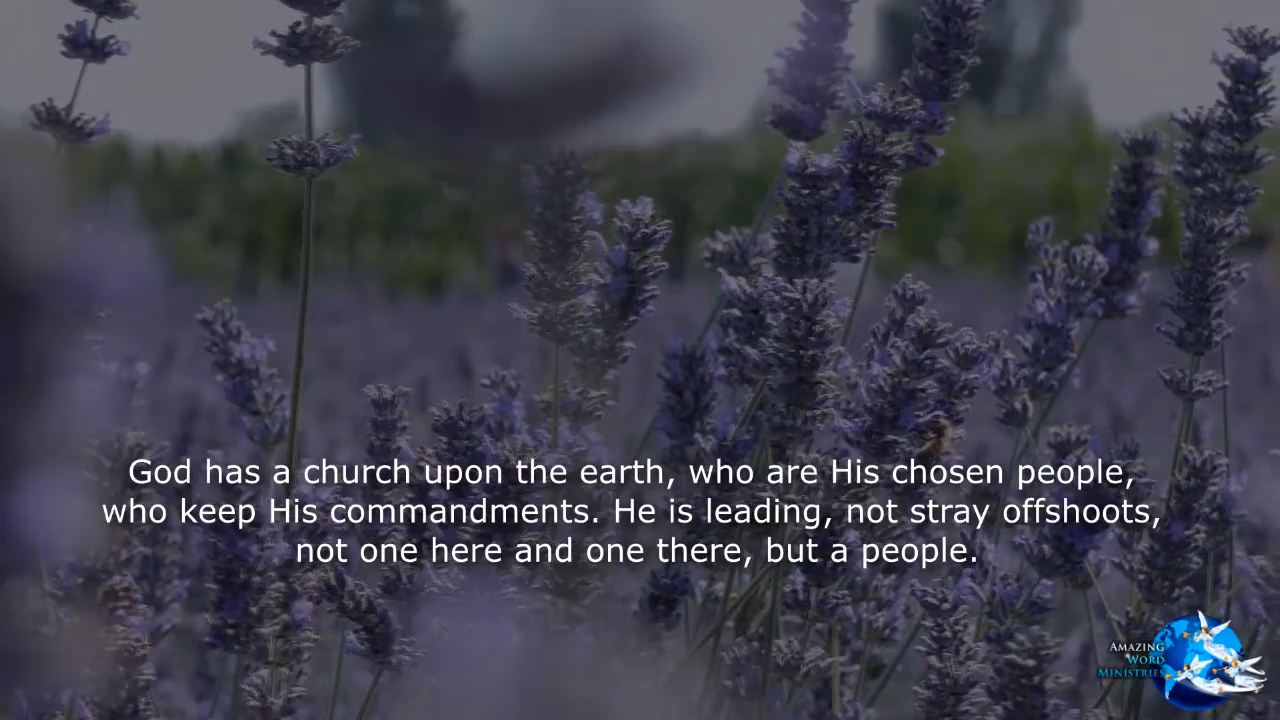 God has a church upon the earth, who are His chosen people,
who keep His commandments. He is leading, not stray offshoots,
not one here and one there, but a people.
AMAZING
WORD
MINISTRIES